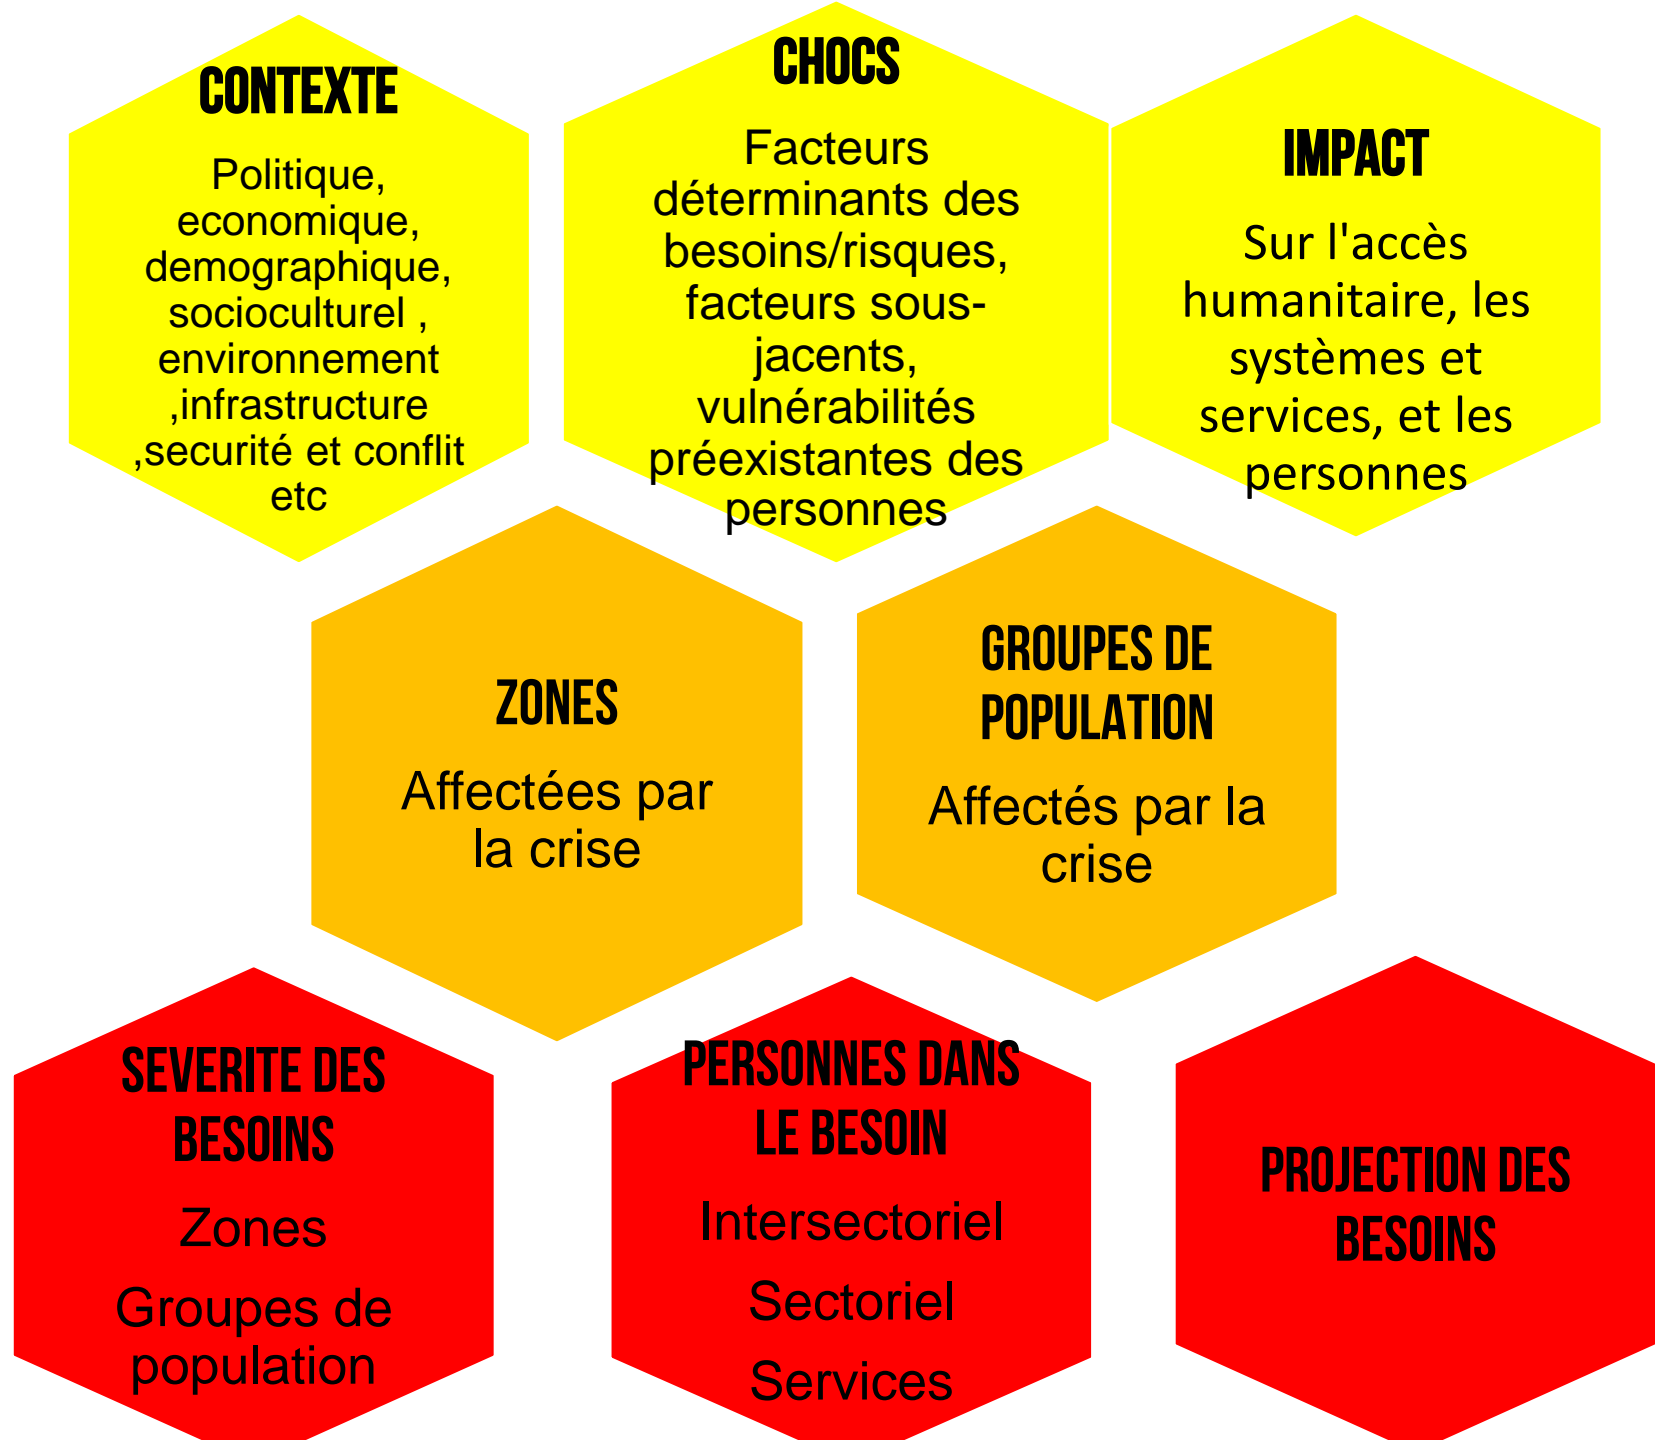 CONTEXTE
Politique,
economique,
demographique,
socioculturel ,
environnement
,infrastructure
,securité et conflit
etc
CHOCS
Facteurs
déterminants des
besoins/risques,
facteurs sous-
jacents,
vulnérabilités
préexistantes des
personnes
IMPACT
Sur l'accès
humanitaire, les
systèmes et
services, et les
personnes
ZONES
Affectées par
la crise
GROUPES DE
POPULATION
Affectés par la
crise
SEVERITE DES
BESOINS
Zones
Groupes de
population
PERSONNES DANS
LE BESOIN
Intersectoriel
Sectoriel
Services
PROJECTION DES
BESOINS